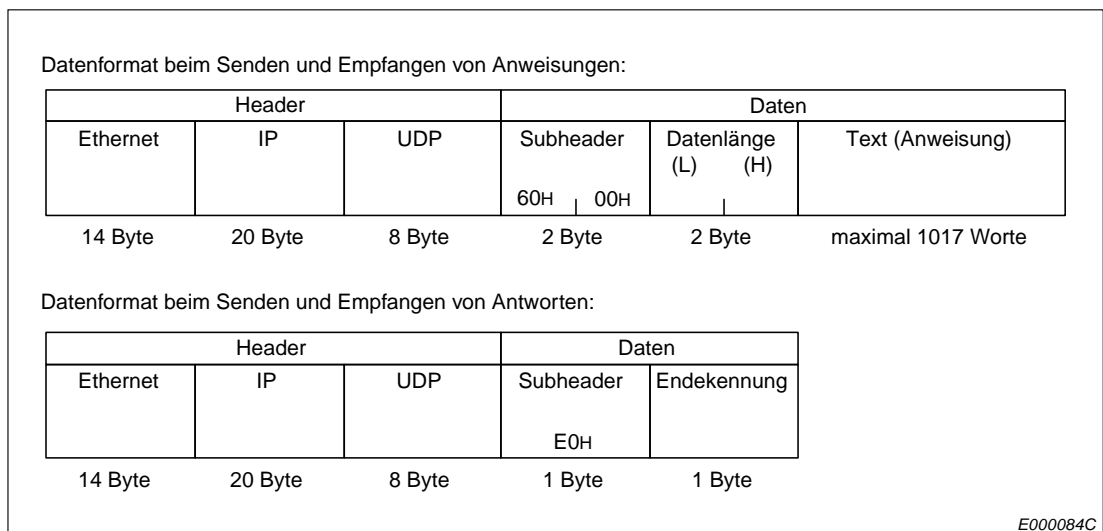 Datenformat beim Senden und Empfangen von Anweisungen:
Header Daten
Ethernet IP UDP Subheader Datenlänge Text (Anweisung)
(L) (H)
60H 00H
14 Byte 20 Byte 8 Byte 2 Byte 2 Byte maximal 1017 Worte
Datenformat beim Senden und Empfangen von Antworten:
Header Daten
Ethernet IP UDP Subheader Endekennung
E0H
14 Byte 20 Byte 8 Byte 1 Byte 1 Byte
E000084C